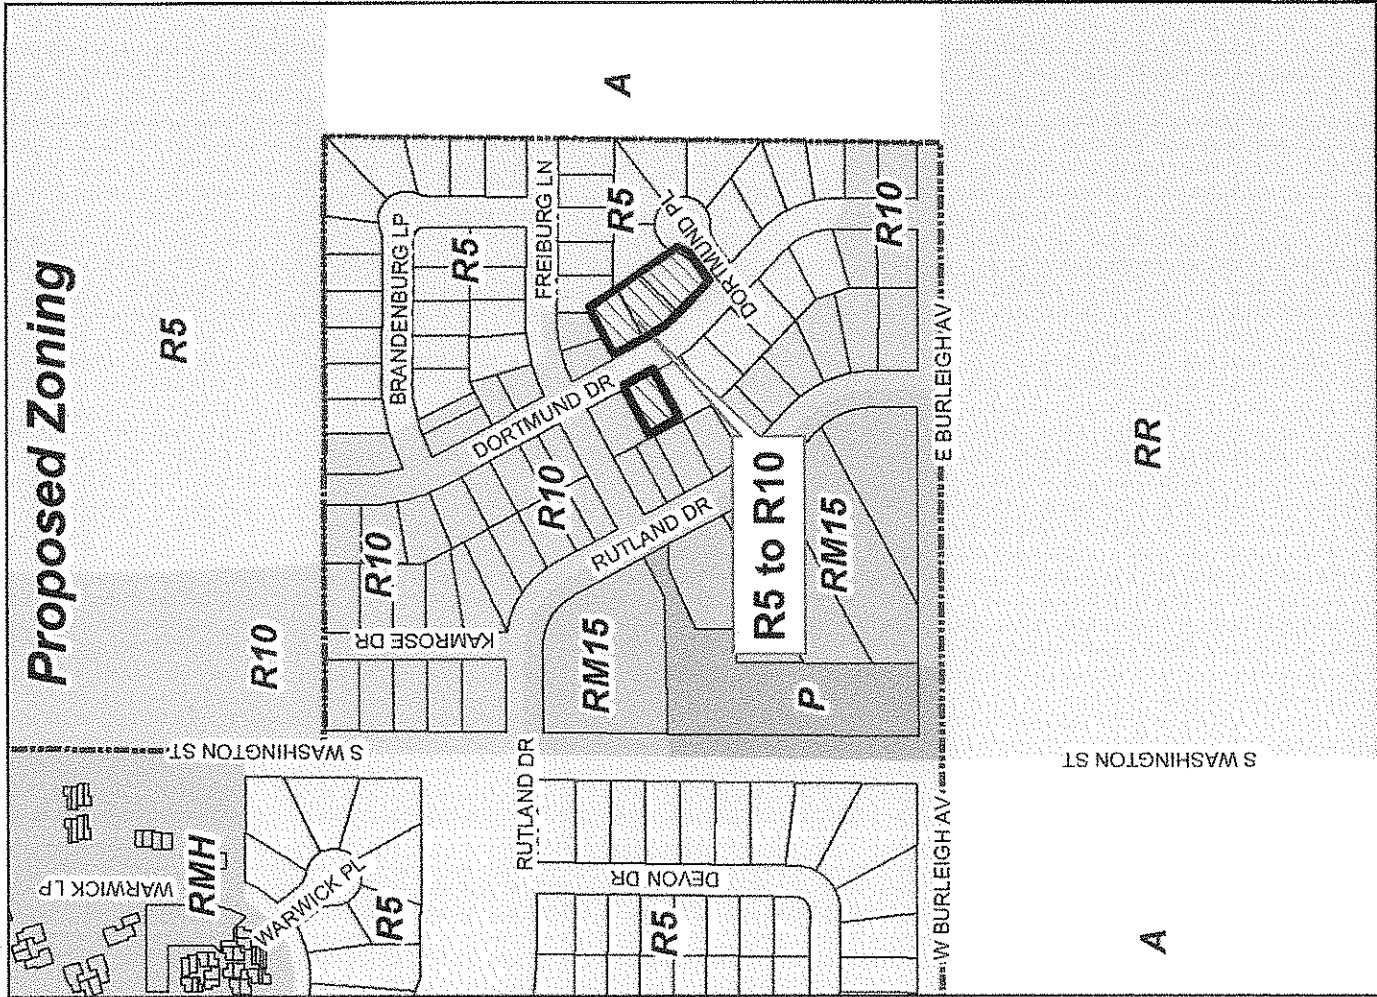 Proposed Zoning
R5
WARWICK LP
RMH
R10
S WASHINGTON ST
WARWICK PL
R5
R10
BRANDENBURG LP
KAMROSE DR
R5
RUTLAND DR
DORTMUND DR
FREIBURG LN
R10
RM15
A
R5
RUTLAND DR
R5
DEVON DR
DORTMUND PL
DORTMUND
R5 to R10
P
RM15
R10
W BURLEIGH AV
E BURLEIGH AV
A
S WASHINGTON ST
RR